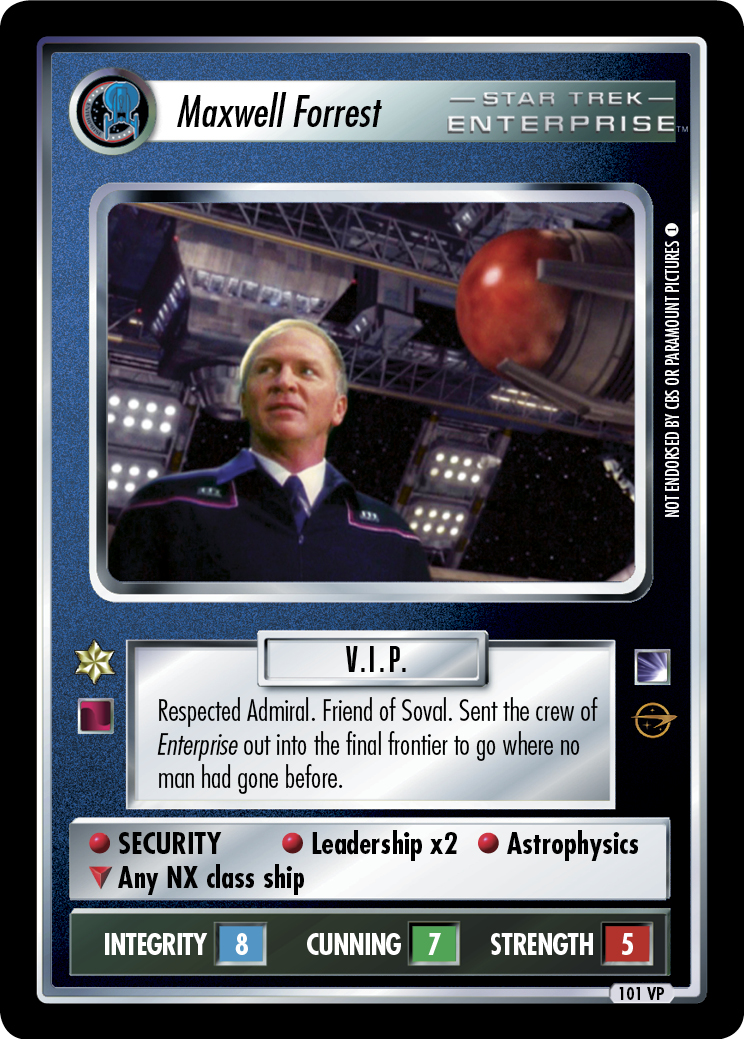 Maxwell Forrest
STAR TREK
ENTERPRISE™
NOT ENDORSED BY CBS OR PARAMOUNT PICTURES 1
V.I.P.
Respected Admiral. Friend of Soval. Sent the crew of
Enterprise out into the final frontier to go where no
man had gone before.
SECURITY Leadership x2 Astrophysics
Any NX class ship
INTEGRITY 8 CUNNING 7 STRENGTH 5
101 VP